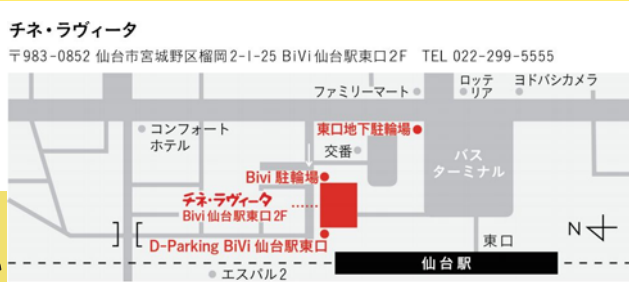 チネ・ラヴィータ
〒983-0852 仙台市宮城野区榴岡2-1-25 BiVi仙台駅東口2F TEL 022-299-5555
ファミリーマート
ロッテ
リア
ヨドバシカメラ
コンフォート
ホテル
東口地下駐輪場
交番
バス
ターミナル
Bivi 駐輪場
チネ・ラヴィータ
Bivi 仙台駅東口2F
D-Parking BiVi 仙台駅東口
東口
N
仙台駅
エスパル2